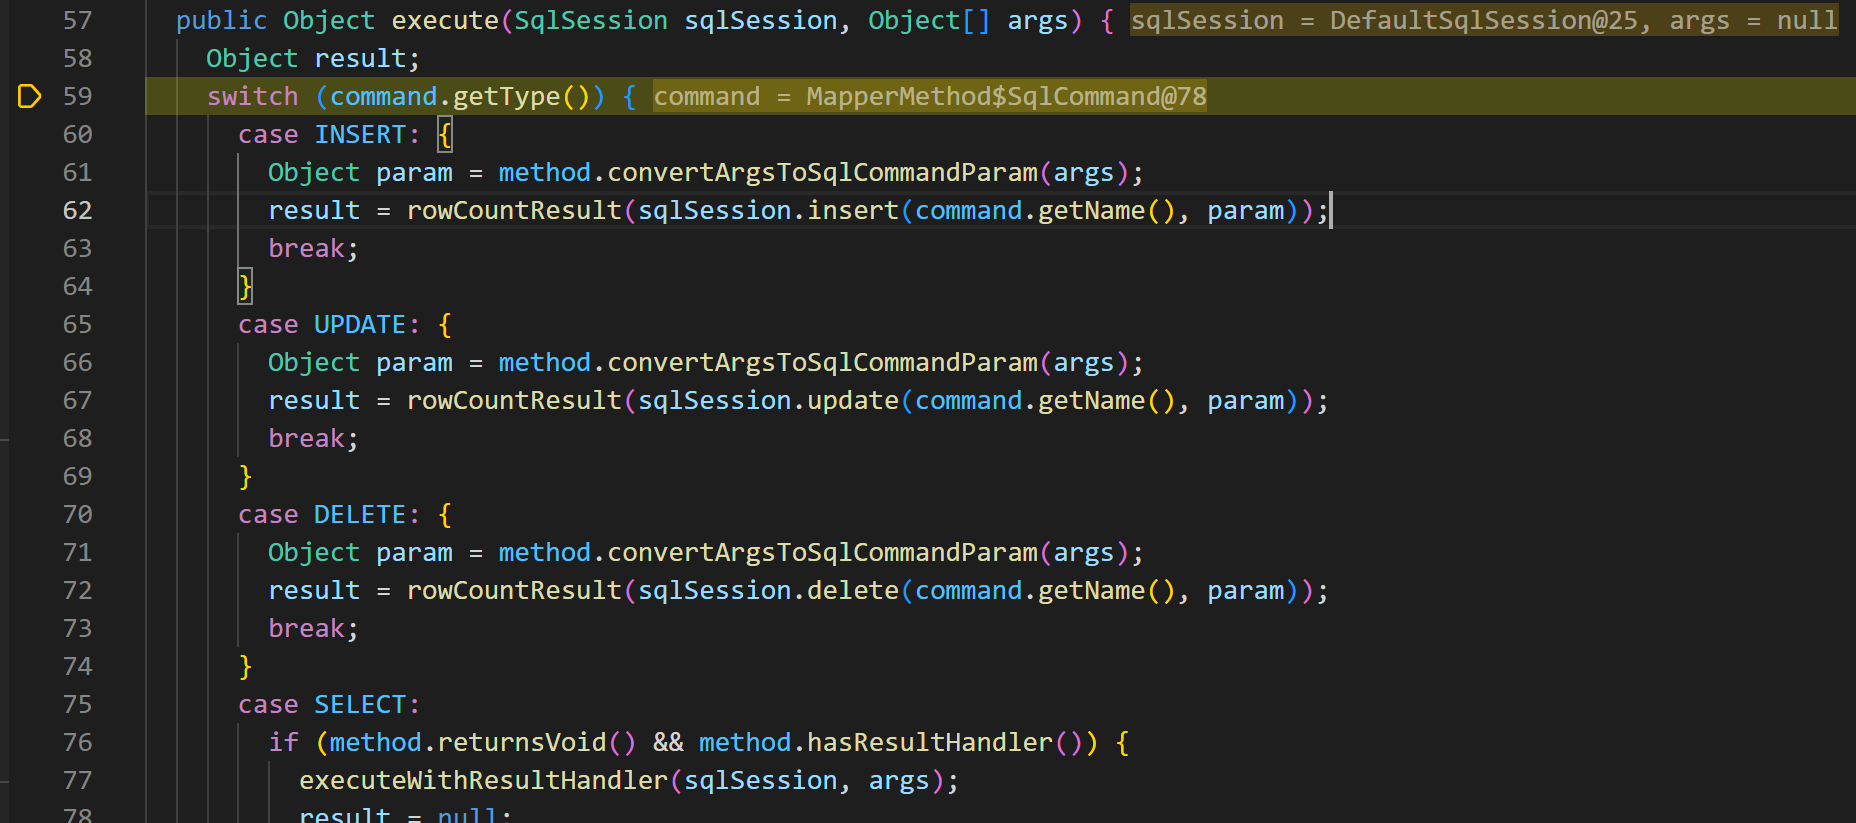 57 public Object execute(SqlSession sqlSession, Object[] args) { sqlSession = DefaultSqlSession@25, args = null
58 Object result;
59 switch (command.getType()) { command = MapperMethod$SqlCommand@78
60 case INSERT: {
61 Object param = method.convertArgsToSqlCommandParam(args);
62 result = rowCountResult(sqlSession.insert(command.getName(), param));
63 break;
64 }
65 case UPDATE: {
66 Object param = method.convertArgsToSqlCommandParam(args);
67 result = rowCountResult(sqlSession.update(command.getName(), param));
68 break;
69 }
70 case DELETE: {
71 Object param = method.convertArgsToSqlCommandParam(args);
72 result = rowCountResult(sqlSession.delete(command.getName(), param));
73 break;
74 }
75 case SELECT:
76 if (method.returnsVoid() && method.hasResultHandler()) {
77 executeWithResultHandler(sqlSession, args);
78 result = null;